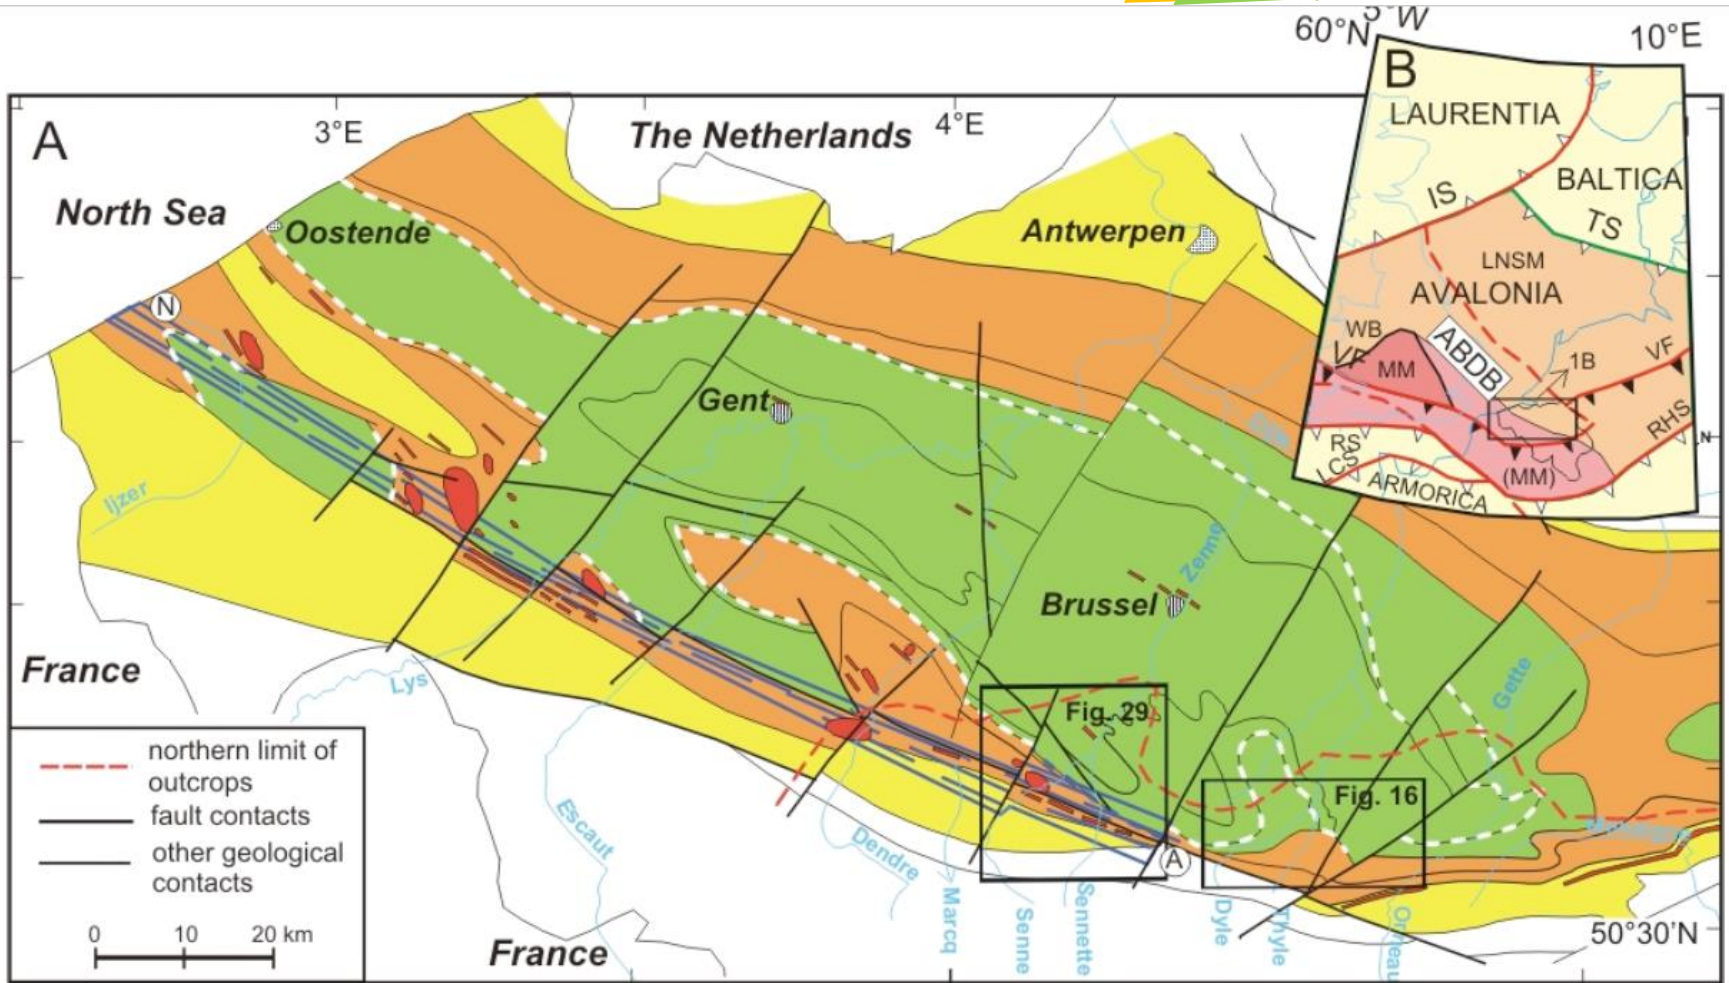 A
3°E
The Netherlands
4°E
North Sea
Oostende
Antwerpen
N
Gent
Ijzer
Zenne
Brussel
France
Lys
Gette
Fig. 29
Fig. 16
A
Escaut
Dendre
Marcq
Senne
Sennette
Dyle
Thyle
Orneau
France
50°30'N
northern limit of
outcrops
fault contacts
other geological
contacts
0 10 20 km
60°N
5°W
10°E
B
LAURENTIA
BALTICA
IS
TS
LNSM
AVALONIA
WB
VF
MM
ABDB
1B
VF
RHS
RS
LCS
(MM)
ARMORICA
N